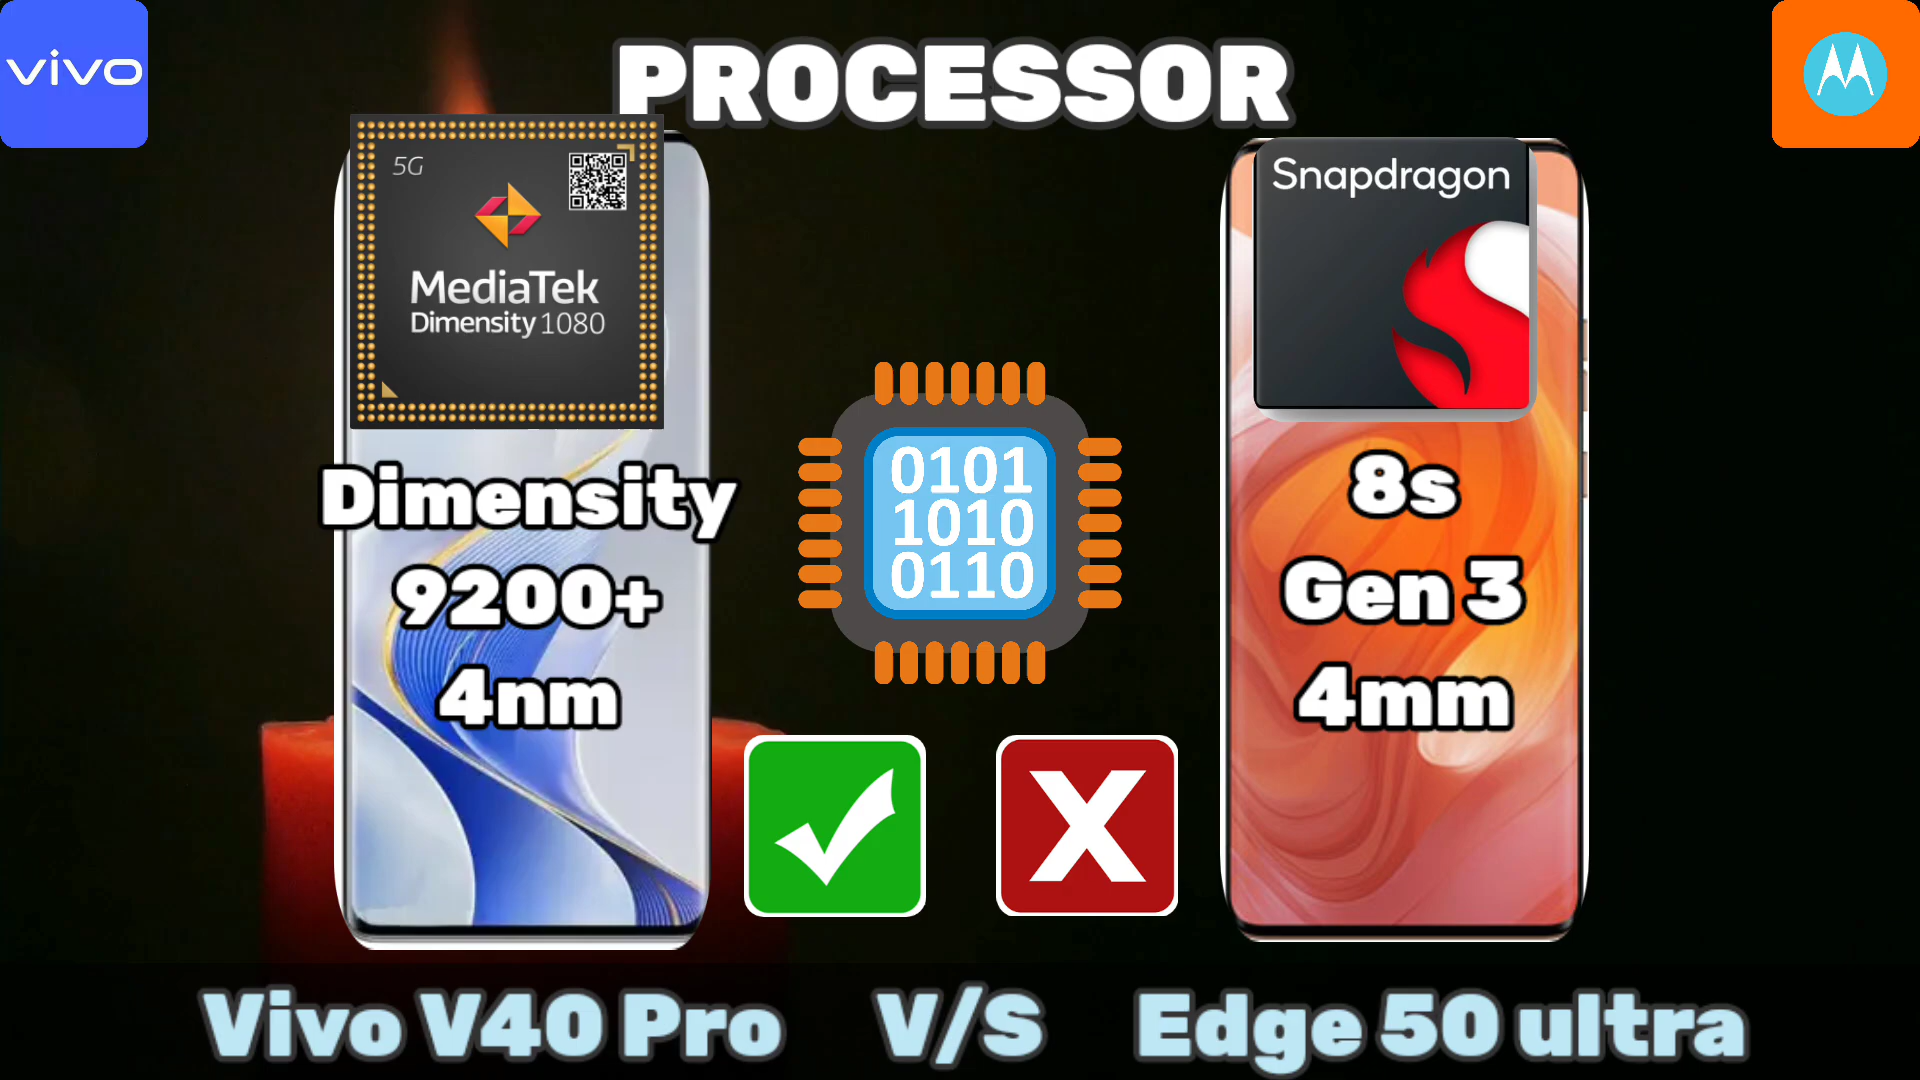 vivo
PROCESSOR
5G
MediaTek
Dimensity 1080
Snapdragon
Dimensity
9200+
4nm
0101
1010
0110
8s
Gen 3
4mm
X
Vivo V40 Pro V/S Edge 50 ultra